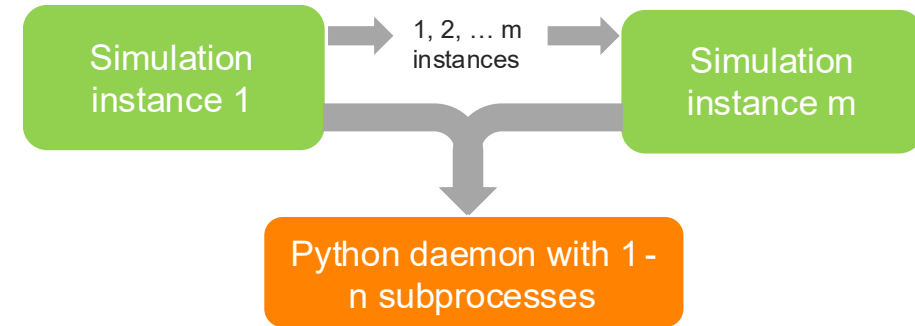 Simulation
instance 1
1, 2, … m
instances
Simulation
instance m
Python daemon with 1 -
n subprocesses